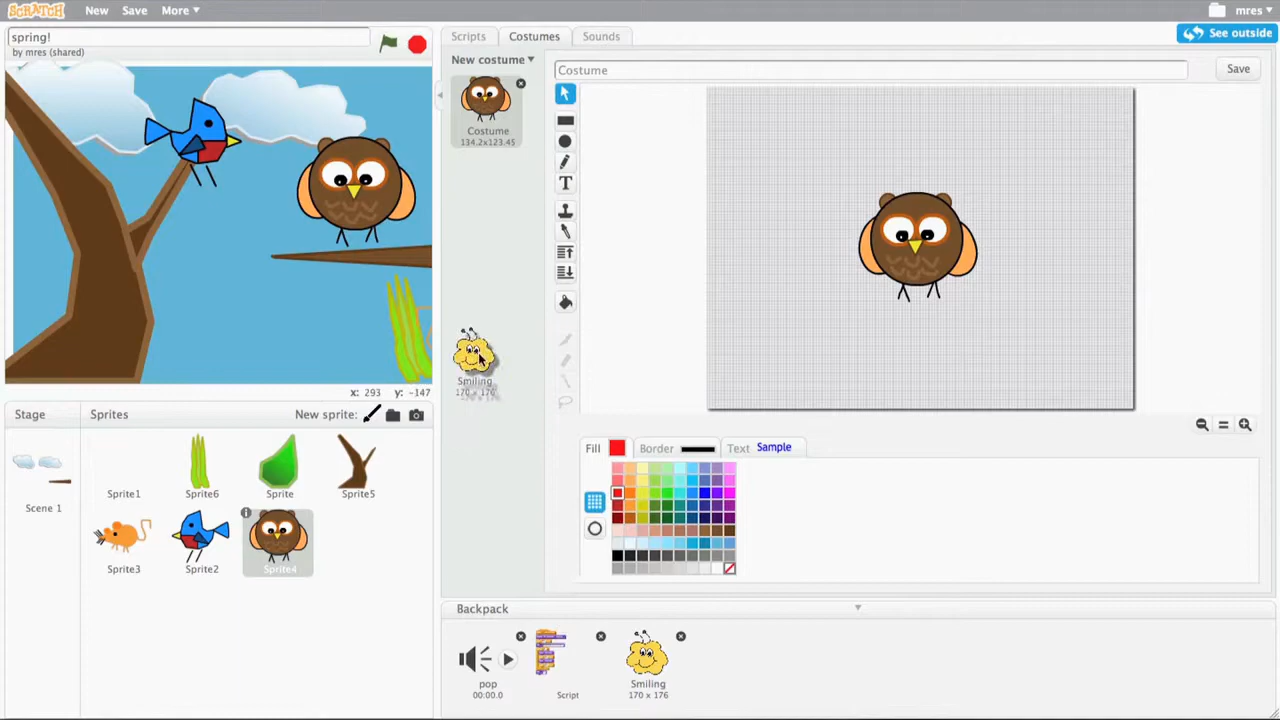 SCRATCH New Save More mres
spring!
by mres (shared)
Scripts Costumes Sounds
See outside
New costume
Costume
Save
Costume
134.2x123.45
T
Smiling
170 x 176
x: 293 y: -147
Stage Sprites New sprite:
Scene 1
Sprite1 Sprite6 Sprite Sprite5
Sprite3 Sprite2 Sprite4
Fill Border Text Sample
Backpack
pop
00:00.0
Script
Smiling
170 x 176